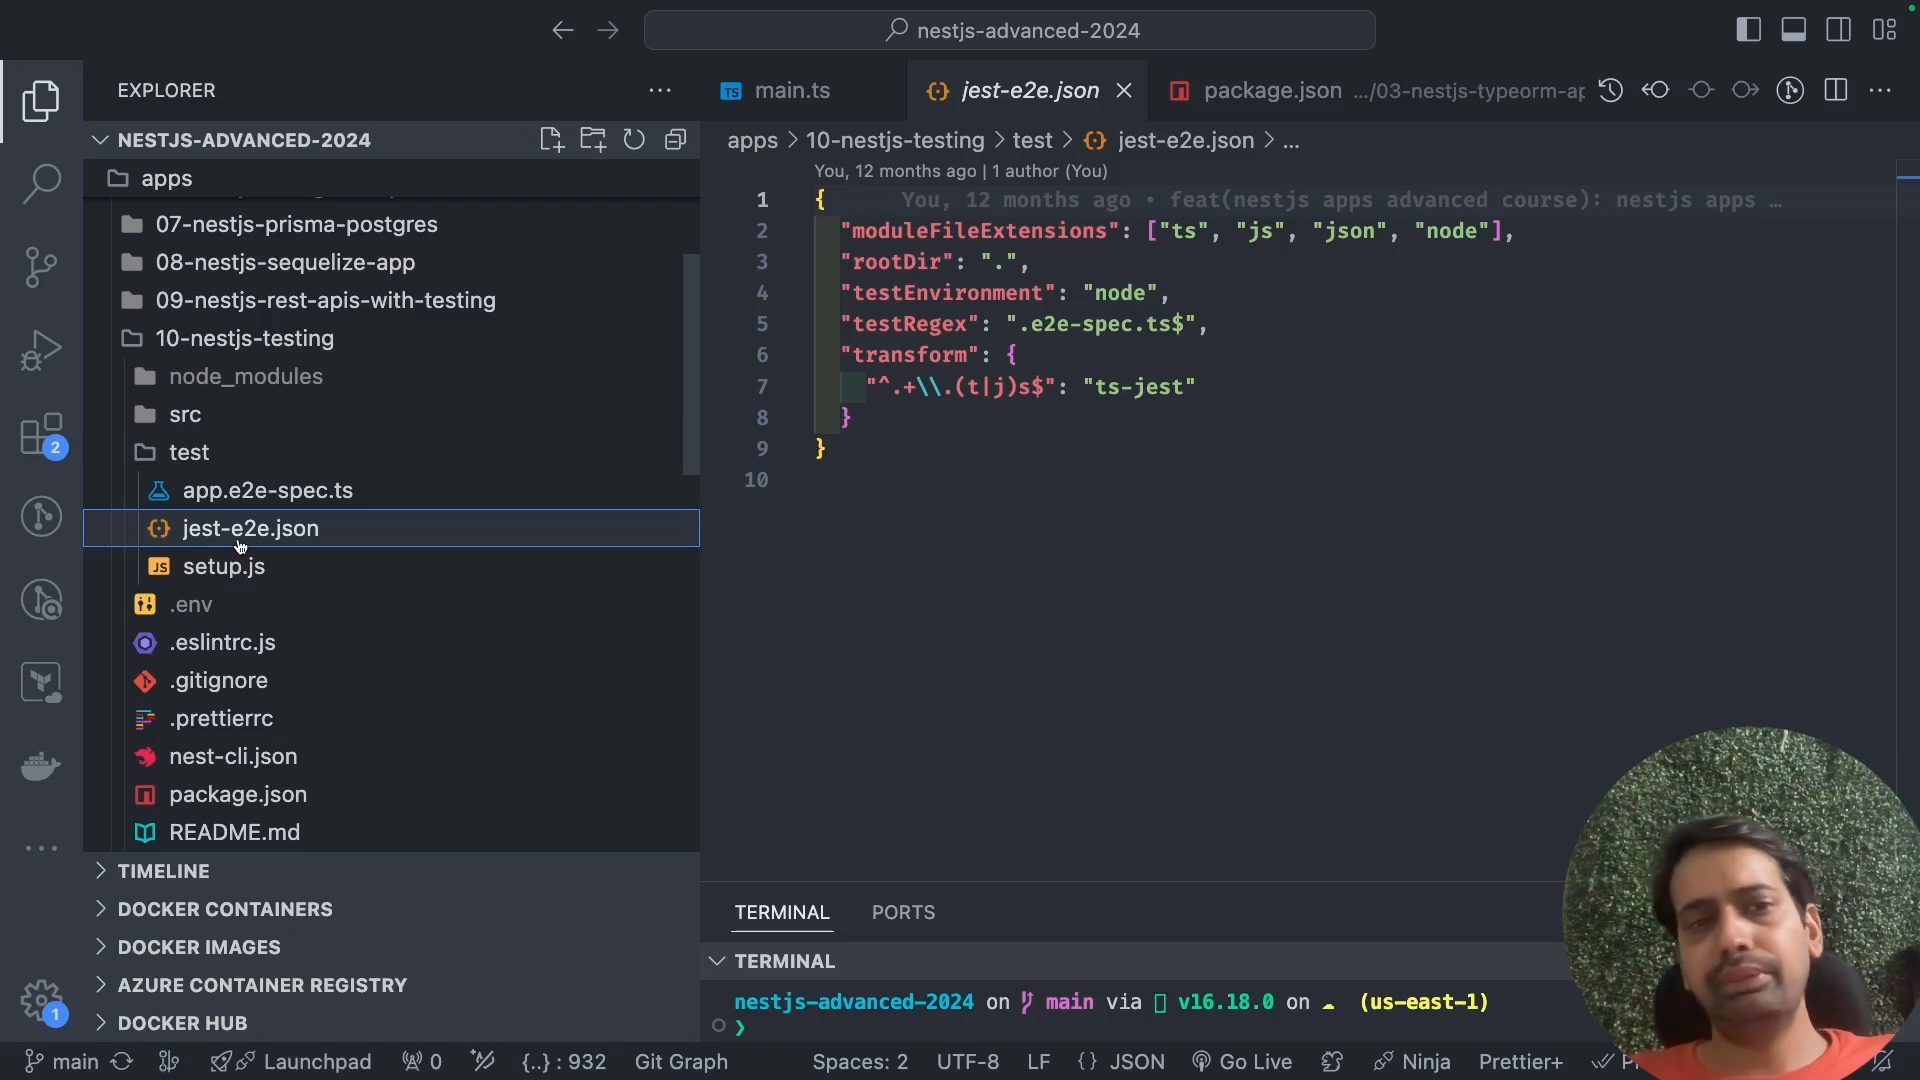 nestjs-advanced-2024
EXPLORER
main.ts
jest-e2e.json
package.json .../03-nestjs-typeorm-ap
NESTJS-ADVANCED-2024
apps > 10-nestjs-testing > test > jest-e2e.json > ...
apps
07-nestjs-prisma-postgres
08-nestjs-sequelize-app
09-nestjs-rest-apis-with-testing
10-nestjs-testing
node_modules
src
test
app.e2e-spec.ts
jest-e2e.json
setup.js
.env
.eslintrc.js
.gitignore
.prettierrc
nest-cli.json
package.json
README.md
TIMELINE
DOCKER CONTAINERS
DOCKER IMAGES
AZURE CONTAINER REGISTRY
DOCKER HUB
2
1
You, 12 months ago | 1 author (You)
1 { You, 12 months ago • feat(nestjs apps advanced course): nestjs apps …
2 "moduleFileExtensions": ["ts", "js", "json", "node"],
3 "rootDir": ".",
4 "testEnvironment": "node",
5 "testRegex": ".e2e-spec.ts$",
6 "transform": {
7 "^.+\\.(t|j)s$": "ts-jest"
8 }
9 }
10
TERMINAL PORTS
TERMINAL
nestjs-advanced-2024 on main via v16.18.0 on (us-east-1)
❯
main Launchpad 0 {..} : 932 Git Graph Spaces: 2 UTF-8 LF {} JSON Go Live Ninja Prettier+